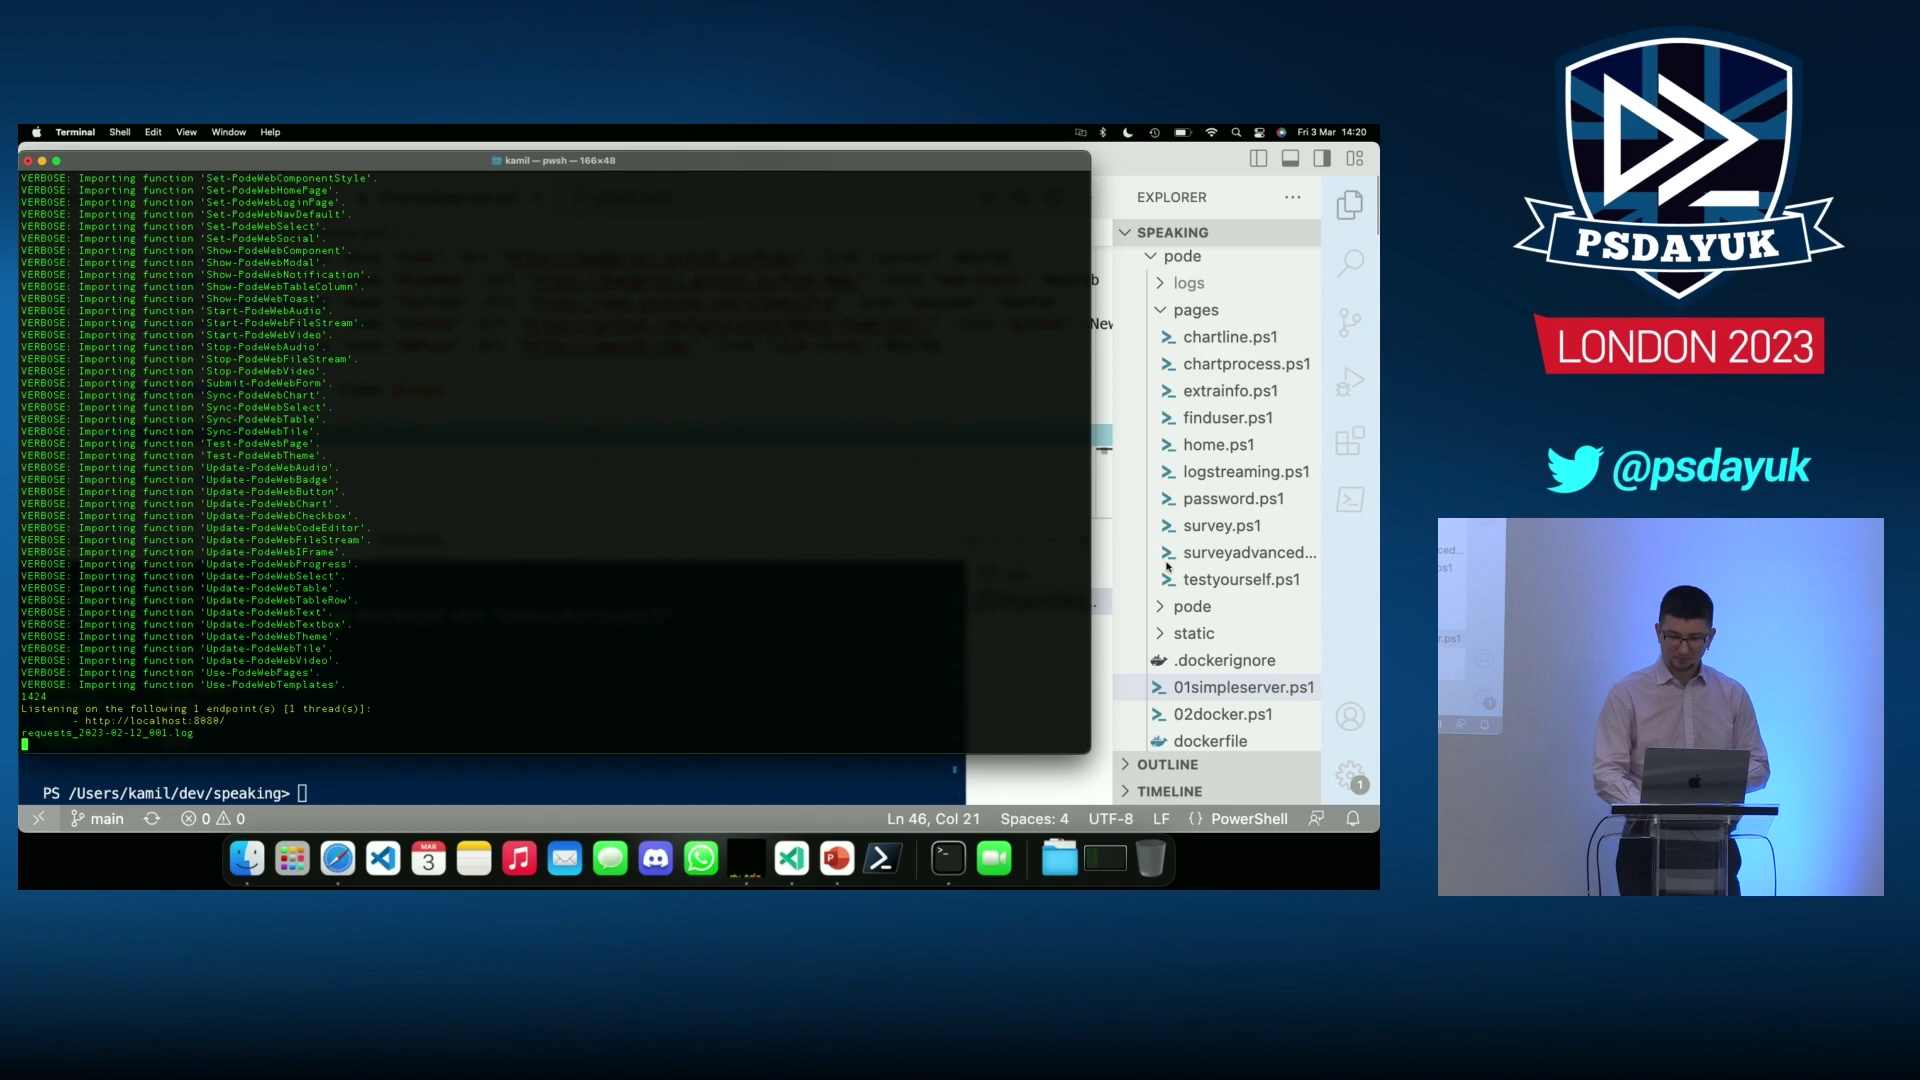 Terminal Shell Edit View Window Help
Fri 3 Mar 14:20
kamil — pwsh — 166×48
VERBOSE: Importing function 'Set-PodeWebComponentStyle'.
VERBOSE: Importing function 'Set-PodeWebHomePage'.
VERBOSE: Importing function 'Set-PodeWebLoginPage'.
VERBOSE: Importing function 'Set-PodeWebNavDefault'.
VERBOSE: Importing function 'Set-PodeWebSelect'.
VERBOSE: Importing function 'Set-PodeWebSocial'.
VERBOSE: Importing function 'Show-PodeWebComponent'.
VERBOSE: Importing function 'Show-PodeWebModal'.
VERBOSE: Importing function 'Show-PodeWebNotification'.
VERBOSE: Importing function 'Show-PodeWebTableColumn'.
VERBOSE: Importing function 'Show-PodeWebToast'.
VERBOSE: Importing function 'Start-PodeWebAudio'.
VERBOSE: Importing function 'Start-PodeWebFileStream'.
VERBOSE: Importing function 'Start-PodeWebVideo'.
VERBOSE: Importing function 'Stop-PodeWebAudio'.
VERBOSE: Importing function 'Stop-PodeWebFileStream'.
VERBOSE: Importing function 'Stop-PodeWebVideo'.
VERBOSE: Importing function 'Submit-PodeWebForm'.
VERBOSE: Importing function 'Sync-PodeWebChart'.
VERBOSE: Importing function 'Sync-PodeWebSelect'.
VERBOSE: Importing function 'Sync-PodeWebTable'.
VERBOSE: Importing function 'Sync-PodeWebTile'.
VERBOSE: Importing function 'Test-PodeWebPage'.
VERBOSE: Importing function 'Test-PodeWebTheme'.
VERBOSE: Importing function 'Update-PodeWebAudio'.
VERBOSE: Importing function 'Update-PodeWebBadge'.
VERBOSE: Importing function 'Update-PodeWebButton'.
VERBOSE: Importing function 'Update-PodeWebChart'.
VERBOSE: Importing function 'Update-PodeWebCheckbox'.
VERBOSE: Importing function 'Update-PodeWebCodeEditor'.
VERBOSE: Importing function 'Update-PodeWebFileStream'.
VERBOSE: Importing function 'Update-PodeWebIFrame'.
VERBOSE: Importing function 'Update-PodeWebProgress'.
VERBOSE: Importing function 'Update-PodeWebSelect'.
VERBOSE: Importing function 'Update-PodeWebTable'.
VERBOSE: Importing function 'Update-PodeWebTableRow'.
VERBOSE: Importing function 'Update-PodeWebText'.
VERBOSE: Importing function 'Update-PodeWebTextbox'.
VERBOSE: Importing function 'Update-PodeWebTheme'.
VERBOSE: Importing function 'Update-PodeWebTile'.
VERBOSE: Importing function 'Update-PodeWebVideo'.
VERBOSE: Importing function 'Use-PodeWebPages'.
VERBOSE: Importing function 'Use-PodeWebTemplates'.
1424
Listening on the following 1 endpoint(s) [1 thread(s)]:
- http://localhost:8080/
requests_2023-02-12_001.log
PS /Users/kamil/dev/speaking>
EXPLORER ...
SPEAKING
pode
logs
pages
chartline.ps1
chartprocess.ps1
extrainfo.ps1
finduser.ps1
home.ps1
logstreaming.ps1
password.ps1
survey.ps1
surveyadvanced...
testyourself.ps1
pode
static
.dockerignore
01simpleserver.ps1
02docker.ps1
dockerfile
OUTLINE
TIMELINE
1
main 0 0 Ln 46, Col 21 Spaces: 4 UTF-8 LF {} PowerShell
MAR
3
PSDAYUK
LONDON 2023
@psdayuk